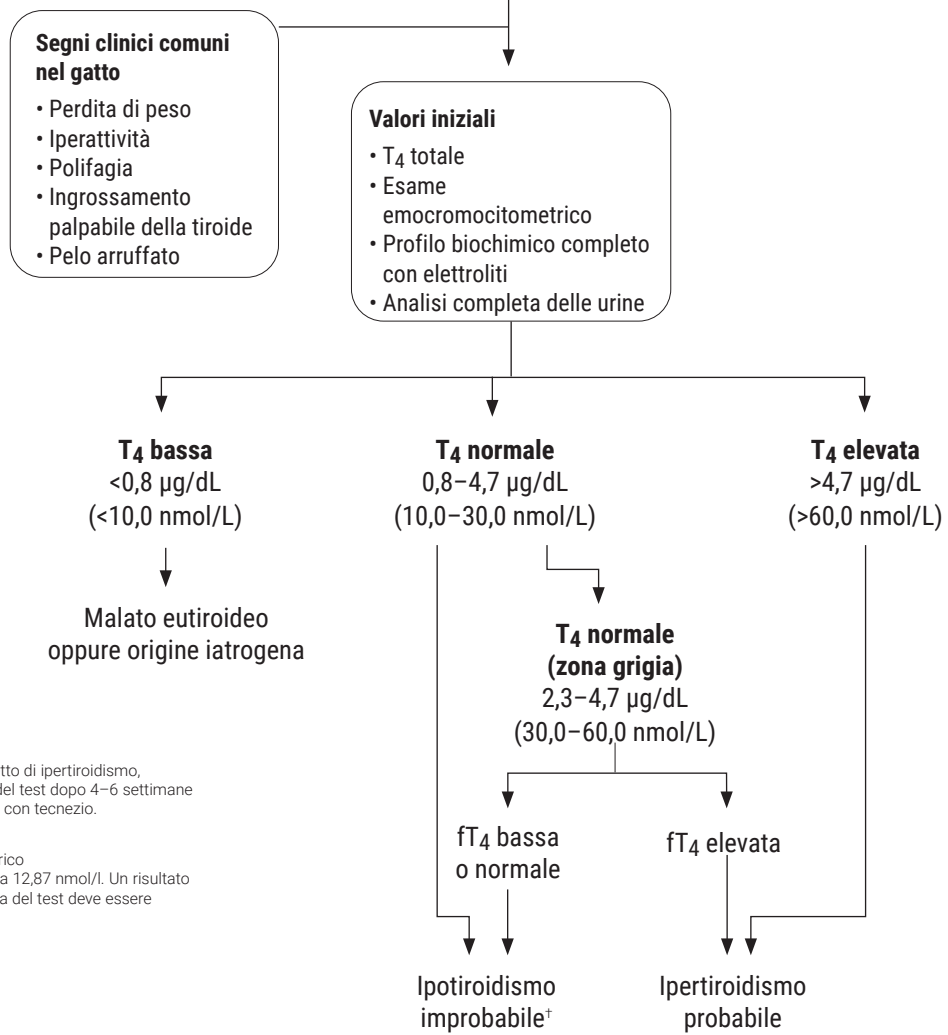 Segni clinici comuni
nel gatto
• Perdita di peso
• Iperattività
• Polifagia
• Ingrossamento
palpabile della tiroide
• Pelo arruffato
Valori iniziali
• T4 totale
• Esame
emocromocitometrico
• Profilo biochimico completo
con elettroliti
• Analisi completa delle urine
T4 bassa
<0,8 µg/dL
(<10,0 nmol/L)
T4 normale
0,8–4,7 µg/dL
(10,0–30,0 nmol/L)
T4 elevata
>4,7 µg/dL
(>60,0 nmol/L)
Malato eutiroideo
oppure origine iatrogena
T4 normale
(zona grigia)
2,3–4,7 µg/dL
(30,0–60,0 nmol/L)
tto di ipertiroidismo,
del test dopo 4–6 settimane
con tecnezio.
rico
a 12,87 nmol/l. Un risultato
a del test deve essere
fT4 bassa
o normale
fT4 elevata
Ipotiroidismo
improbabile†
Ipertiroidismo
probabile